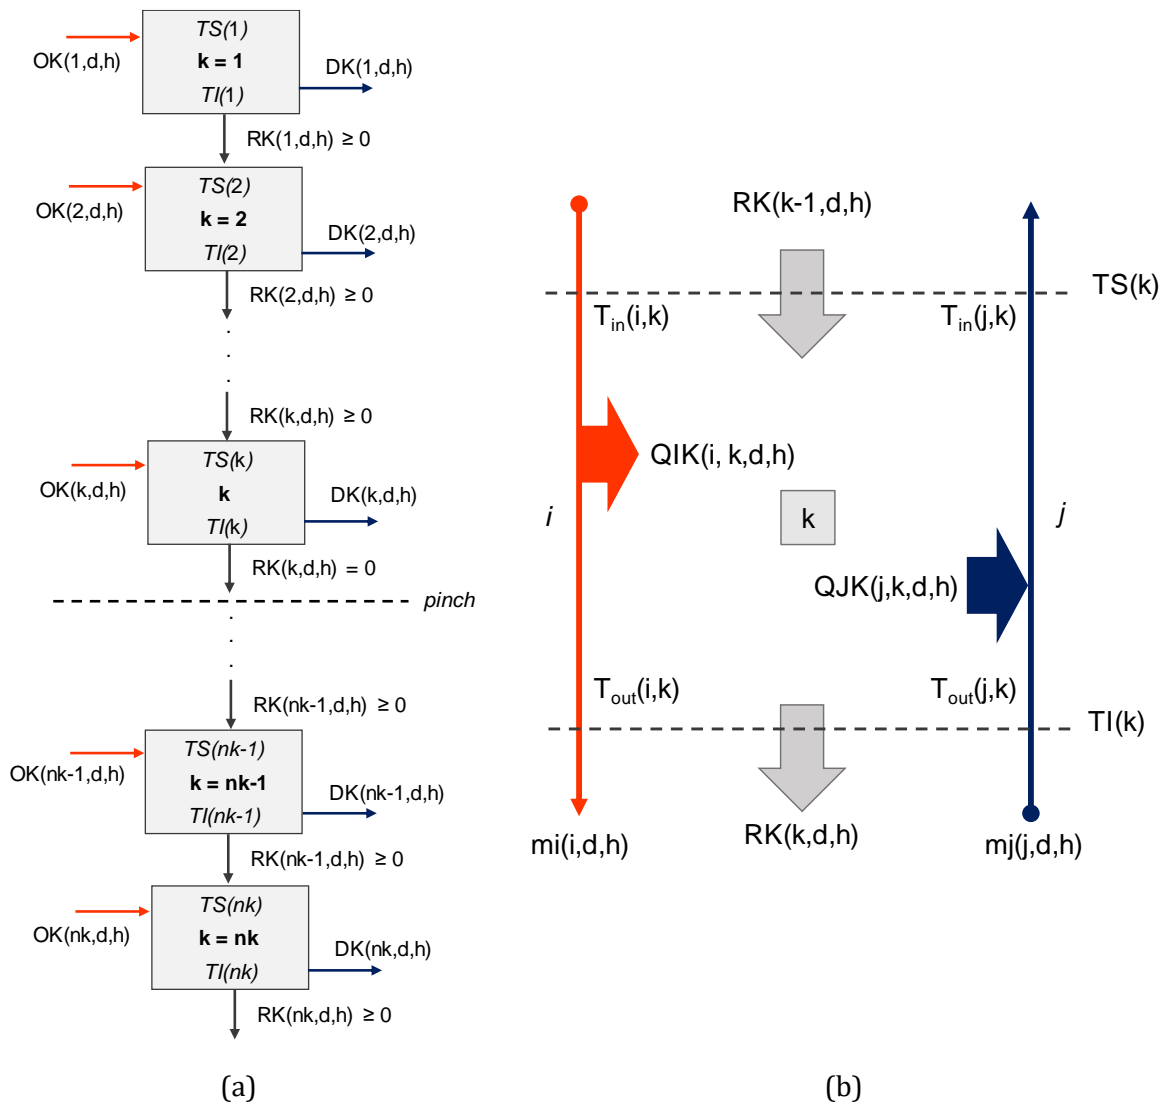 TS(1)
OK(1,d,h)
k = 1
DK(1,d,h)
TI(1)
RK(1,d,h) ≥ 0
TS(2)
OK(2,d,h)
k = 2
DK(2,d,h)
TI(2)
RK(2,d,h) ≥ 0
.
.
.
RK(k,d,h) ≥ 0
TS(k)
OK(k,d,h)
k
DK(k,d,h)
TI(k)
RK(k,d,h) = 0
pinch
.
.
.
RK(nk-1,d,h) ≥ 0
TS(nk-1)
OK(nk-1,d,h)
k = nk-1
DK(nk-1,d,h)
TI(nk-1)
RK(nk-1,d,h) ≥ 0
TS(nk)
OK(nk,d,h)
k = nk
DK(nk,d,h)
TI(nk)
RK(nk,d,h) ≥ 0
(a)
RK(k-1,d,h)
TS(k)
Tin(i,k)
Tin(j,k)
QIK(i, k,d,h)
i
k
j
QJK(j,k,d,h)
Tout(i,k)
Tout(j,k)
TI(k)
mi(i,d,h)
RK(k,d,h)
mj(j,d,h)
(b)